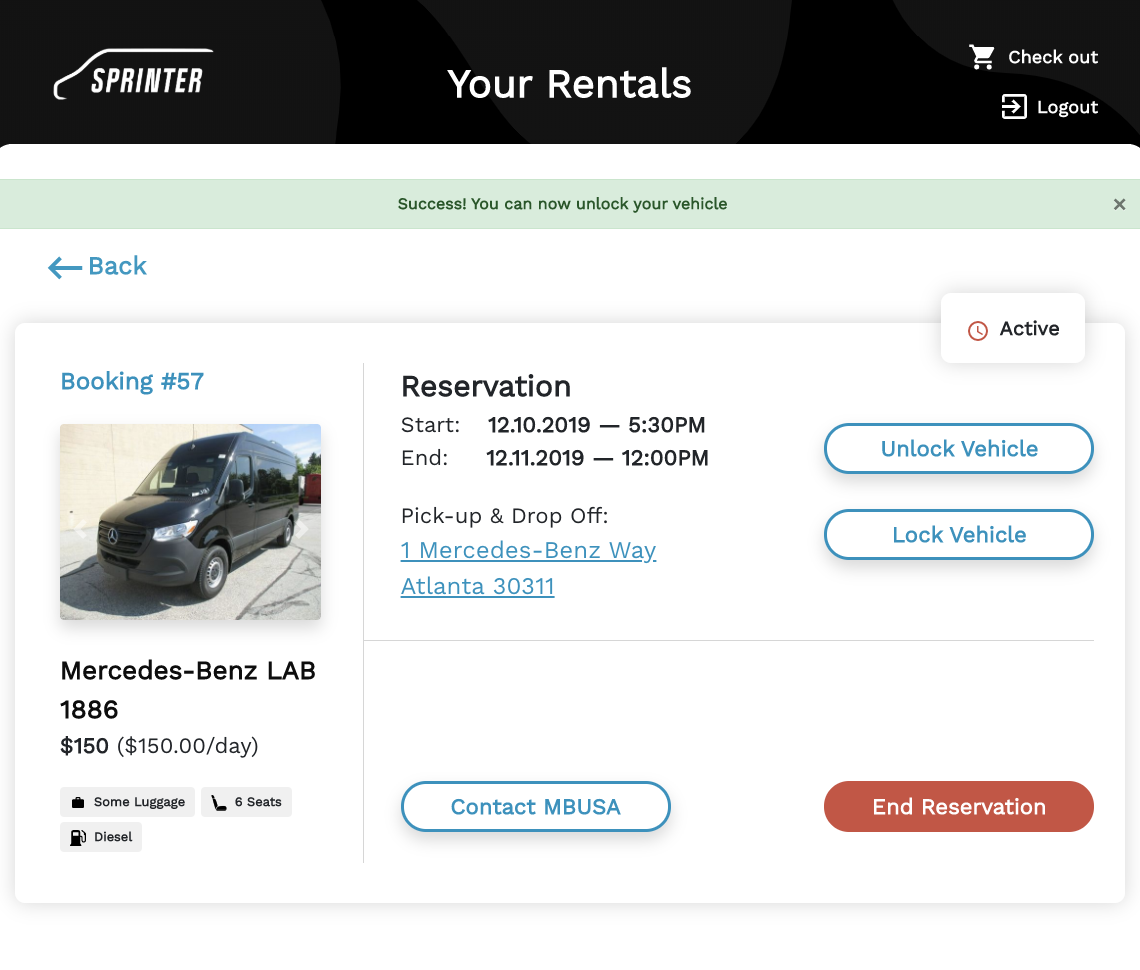 SPRINTER
Your Rentals
Check out
Logout
Success! You can now unlock your vehicle
×
Back
Active
Booking #57
Mercedes-Benz LAB
1886
$150 ($150.00/day)
Some Luggage
6 Seats
Diesel
Reservation
Start: 12.10.2019 — 5:30PM
End: 12.11.2019 — 12:00PM
Pick-up & Drop Off:
1 Mercedes-Benz Way
Atlanta 30311
Unlock Vehicle
Lock Vehicle
Contact MBUSA
End Reservation